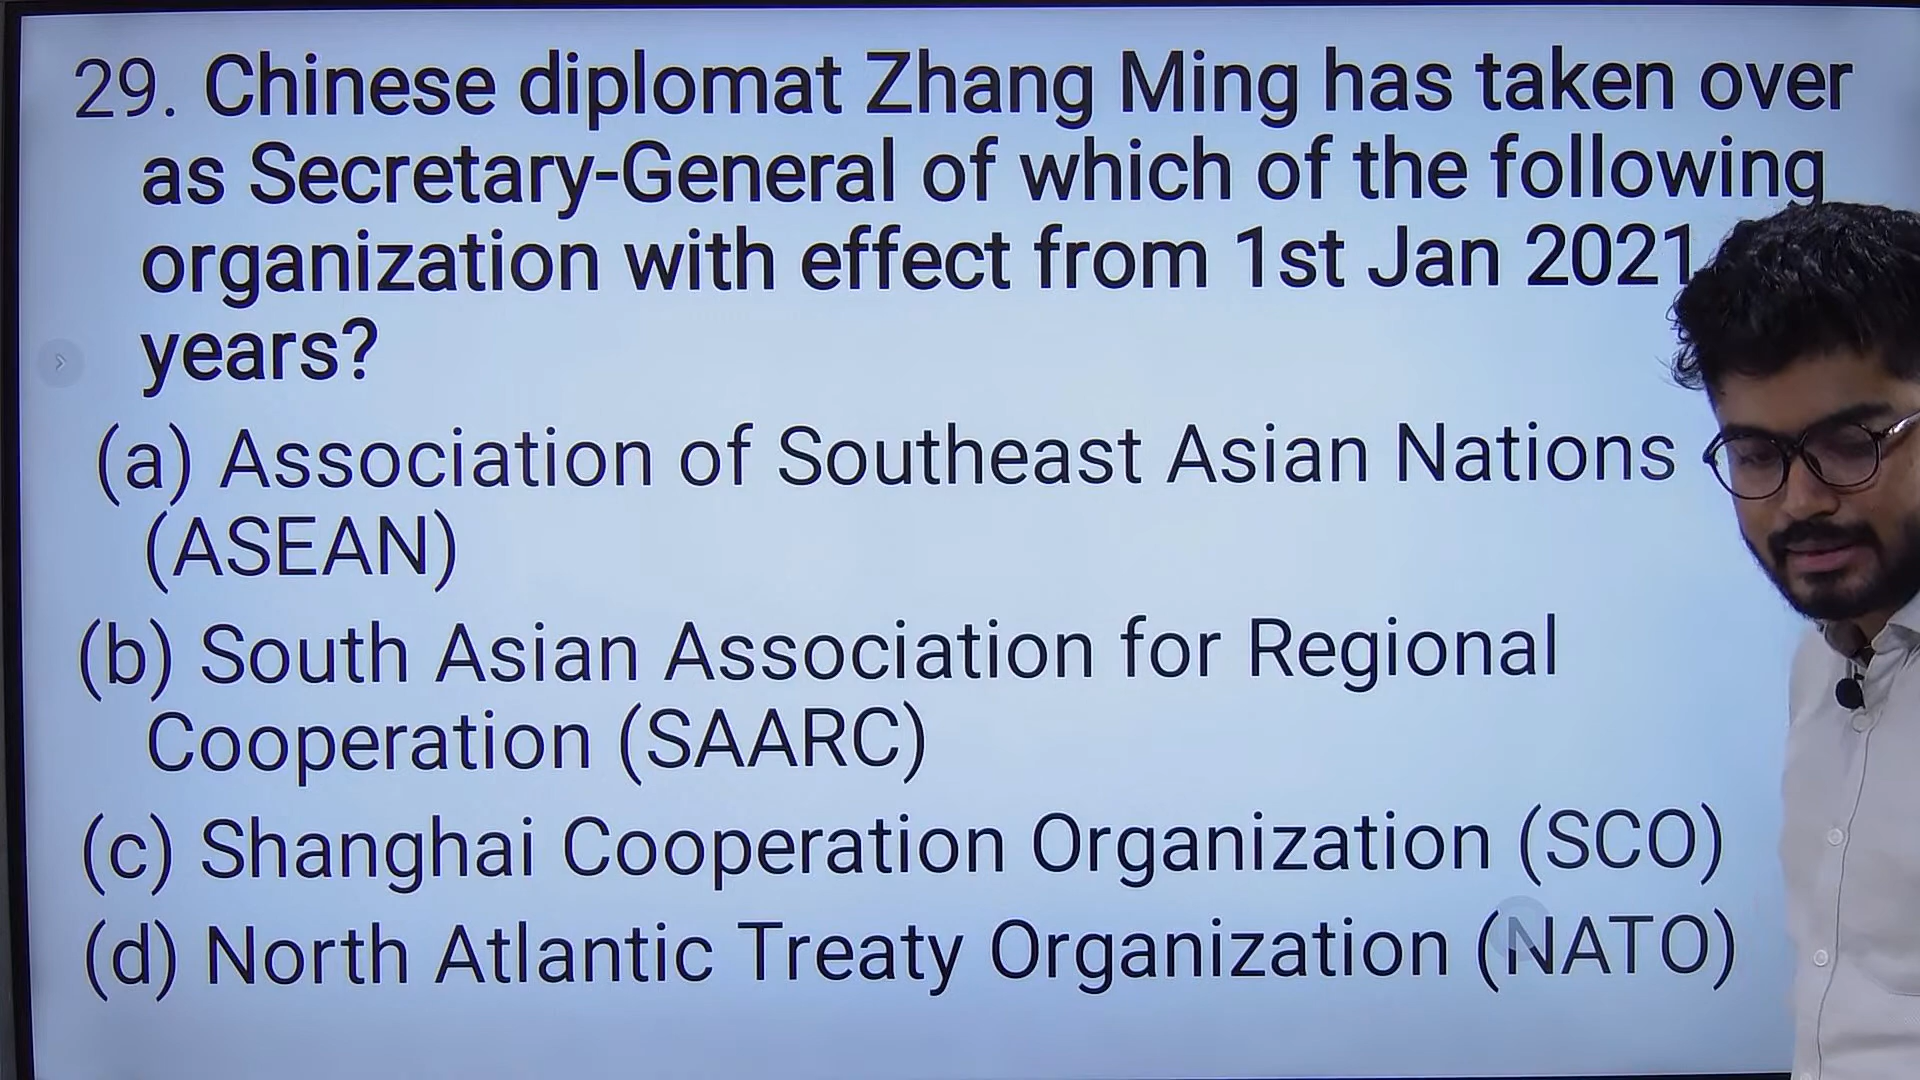 29. Chinese diplomat Zhang Ming has taken over
as Secretary-General of which of the following
organization with effect from 1st Jan 2021
years?
(a) Association of Southeast Asian Nations
(ASEAN)
(b) South Asian Association for Regional
Cooperation (SAARC)
(c) Shanghai Cooperation Organization (SCO)
(d) North Atlantic Treaty Organization (NATO)